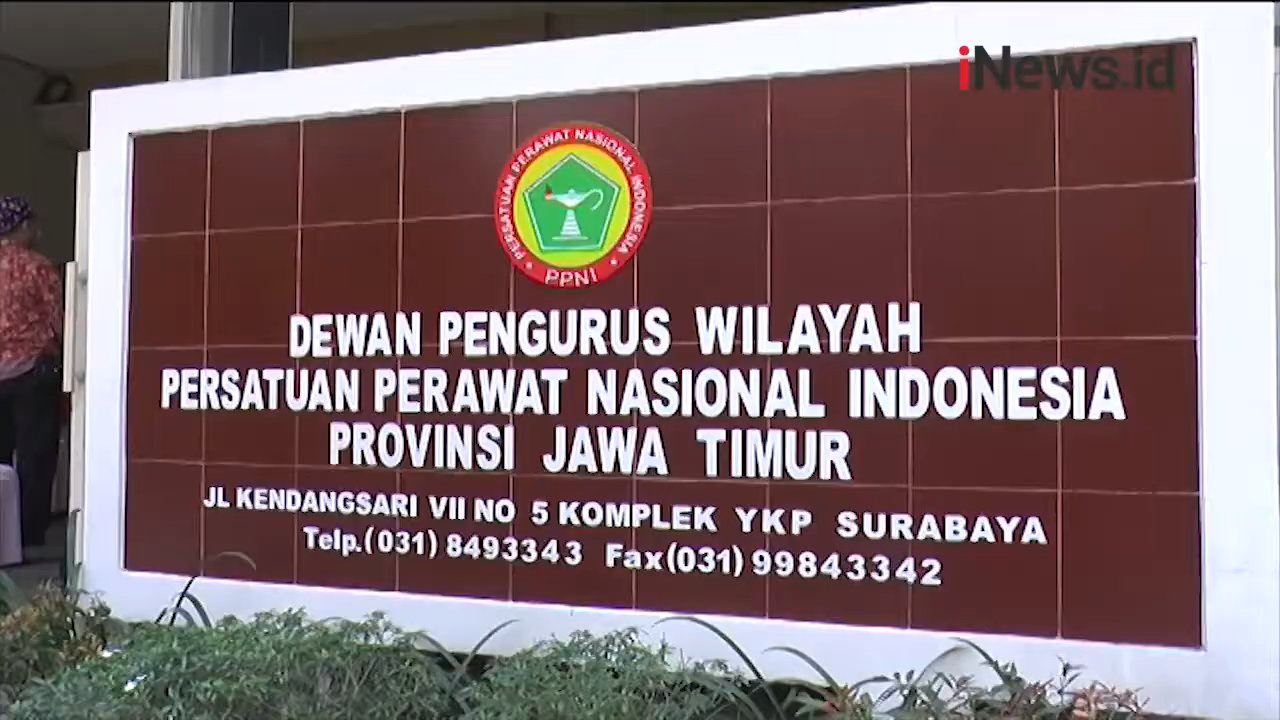 iNews.id
PERSATUAN PERAWAT NASIONAL INDONESIA
PPNI
DEWAN PENGURUS WILAYAH
PERSATUAN PERAWAT NASIONAL INDONESIA
PROVINSI JAWA TIMUR
JL KENDANGSARI VII NO 5 KOMPLEK YKP SURABAYA
Telp.(031) 8493343 Fax(031) 99843342